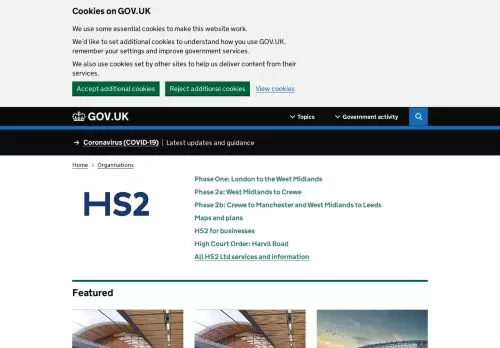 Cookies on GOV.UK
We use some essential cookies to make this website work.
We'd like to set additional cookies to understand how you use GOV.UK,
remember your settings and improve government services.
We also use cookies set by other sites to help us deliver content from their
services.
Accept additional cookies Reject additional cookies View cookies
GOV.UK Topics Government activity
→ Coronavirus (COVID-19) Latest updates and guidance
Home > Organisations
HS2
Phase One: London to the West Midlands
Phase 2a: West Midlands to Crewe
Phase 2b: Crewe to Manchester and West Midlands to Leeds
Maps and plans
HS2 for businesses
High Court Order: Harvil Road
All HS2 Ltd services and information
Featured